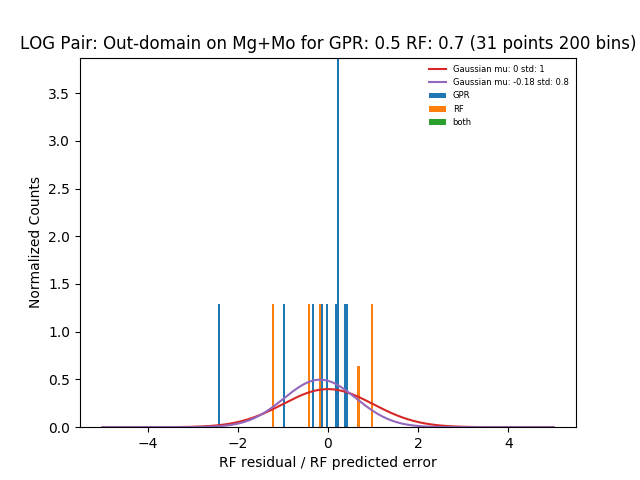 LOG Pair: Out-domain on Mg+Mo for GPR: 0.5 RF: 0.7 (31 points 200 bins)
Gaussian mu: 0 std: 1
Gaussian mu: -0.18 std: 0.8
GPR
RF
both
Normalized Counts
3.5
3.0
2.5
2.0
1.5
1.0
0.5
0.0
−4 −2 0 2 4
RF residual / RF predicted error